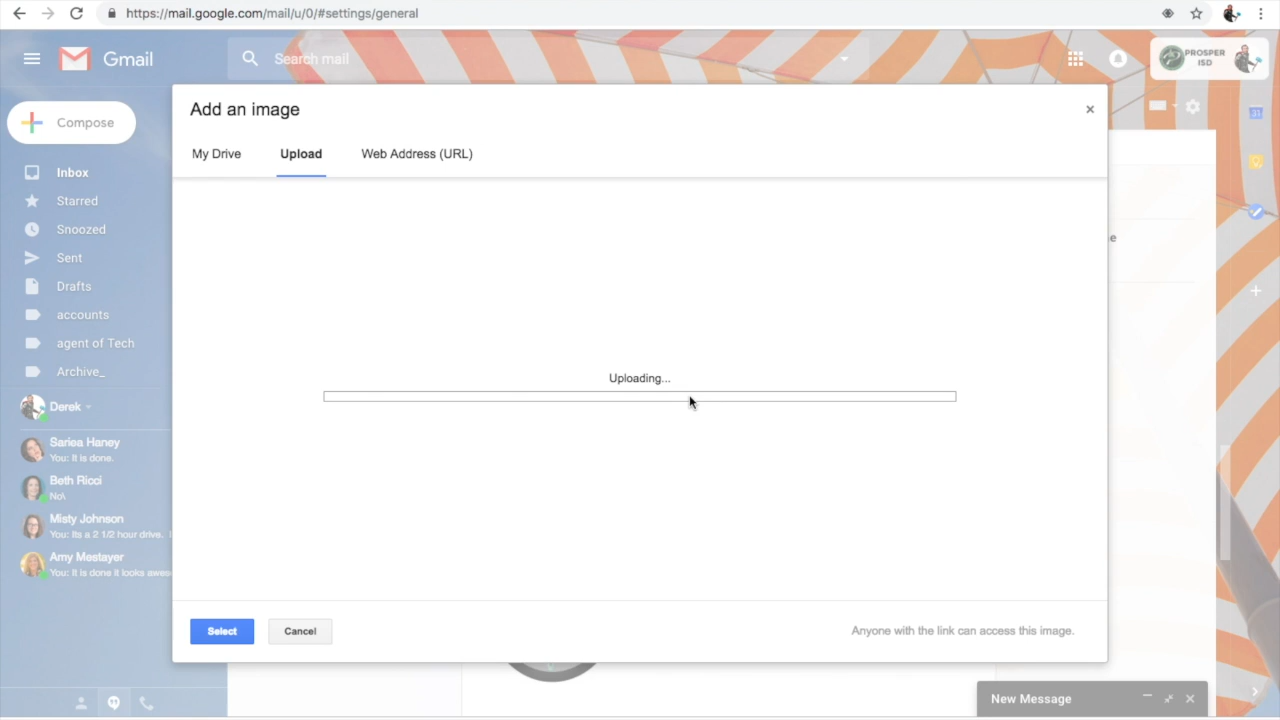 https://mail.google.com/mail/u/0/#settings/general
Gmail
Search mail
PROSPER
ISD
Compose
Add an image
×
My Drive
Upload
Web Address (URL)
31
Inbox
Starred
Snoozed
Sent
Drafts
accounts
agent of Tech
Archive_
e
Uploading...
Derek
Sariea Haney
You: It is done.
Beth Ricci
No\
Misty Johnson
You: Its a 2 1/2 hour drive.
Amy Mestayer
You: It is done it looks awes
Select
Cancel
Anyone with the link can access this image.
New Message